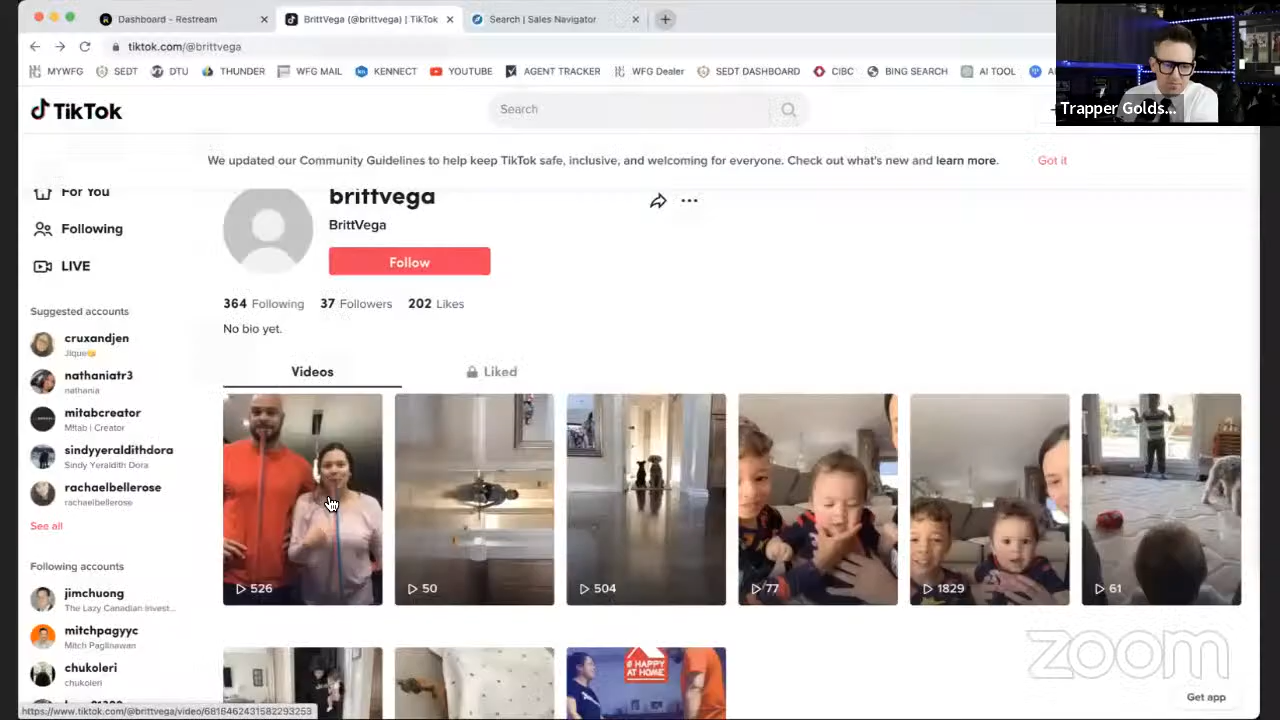 Dashboard - Restream
BrittVega (@brittvega) | TikTok
Search | Sales Navigator
tiktok.com/@brittvega
MYWFG
SEDT
DTU
THUNDER
WFG MAIL
KENNECT
YOUTUBE
AGENT TRACKER
WFG Dealer
SEDT DASHBOARD
CIBC
BING SEARCH
AI TOOL
Trapper Golds...
TikTok
Search
We updated our Community Guidelines to help keep TikTok safe, inclusive, and welcoming for everyone. Check out what's new and learn more.
Got it
For You
Following
LIVE
brittvega
BrittVega
Follow
364 Following 37 Followers 202 Likes
No bio yet.
Videos
Liked
Suggested accounts
cruxandjen
Jlque
nathaniatr3
nathania
mitabcreator
M!tab | Creator
sindyyeraldithdora
Sindy Yeraldith Dora
rachaelbellerose
rachaelbellerose
See all
Following accounts
jimchuong
The Lazy Canadian Invest...
mitchpagyyc
Mitch Paglinawan
chukoleri
chukoleri
526
50
504
77
1829
61
# HAPPY
AT HOME
zoom
Get app
https://www.tiktok.com/@brittvega/video/6816462431582293253